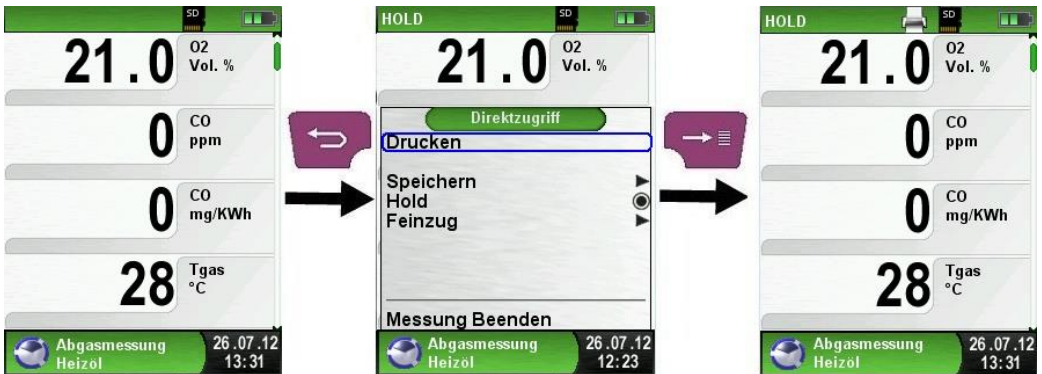 SD
21.0 O2
Vol. %
0 CO
ppm
0 CO
mg/KWh
28 Tgas
°C
Abgasmessung 26.07.12
Heizöl 13:31
HOLD SD
21.0 O2
Vol. %
Direktzugriff
Drucken
Speichern
Hold
Feinzug
Messung Beenden
Abgasmessung 26.07.12
Heizöl 12:23
HOLD SD
21.0 O2
Vol. %
0 CO
ppm
0 CO
mg/KWh
28 Tgas
°C
Abgasmessung 26.07.12
Heizöl 13:31